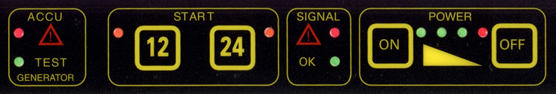 ACCU
TEST
GENERATOR
START
12
24
SIGNAL
OK
POWER
ON
OFF